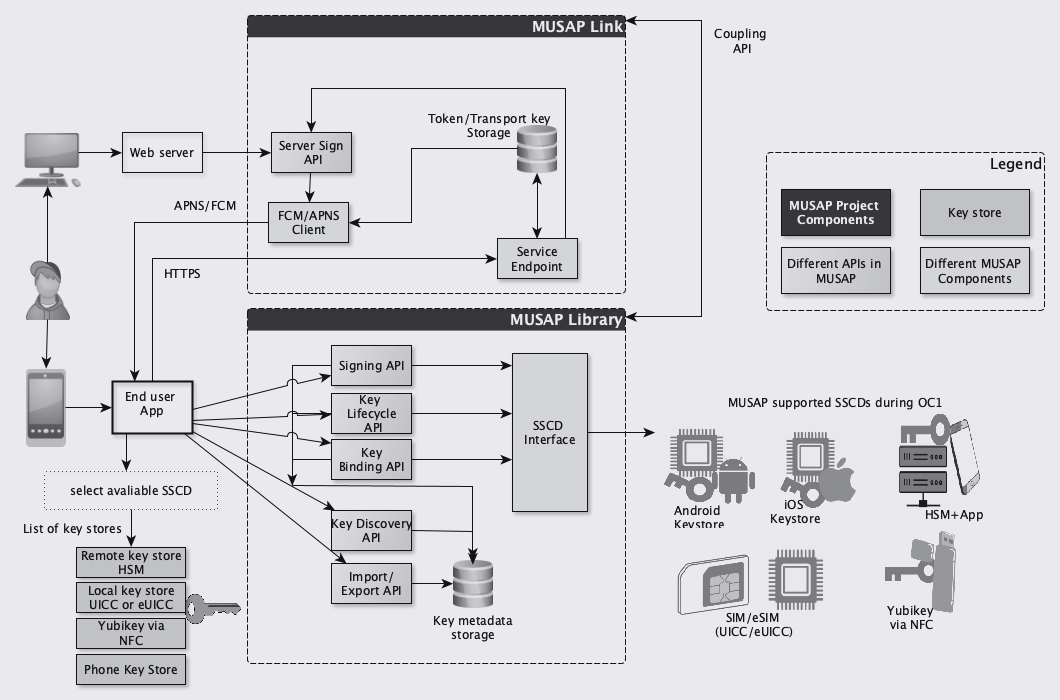 MUSAP Link
Coupling
API
Token/Transport key
Storage
Web server
Server Sign
API
APNS/FCM
FCM/APNS
Client
HTTPS
Service
Endpoint
Legend
MUSAP Project
Components
Key store
Different APIs in
MUSAP
Different MUSAP
Components
MUSAP Library
End user
App
Signing API
Key
Lifecycle
API
Key
Binding API
SSCD
Interface
Key Discovery
API
Import/
Export API
Key metadata
storage
select avaliable SSCD
List of key stores
Remote key store
HSM
Local key store
UICC or eUICC
Yubikey via
NFC
Phone Key Store
MUSAP supported SSCDs during OC1
Android
Keystore
iOS
Keystore
HSM+App
SIM/eSIM
(UICC/eUICC)
Yubikey
via NFC